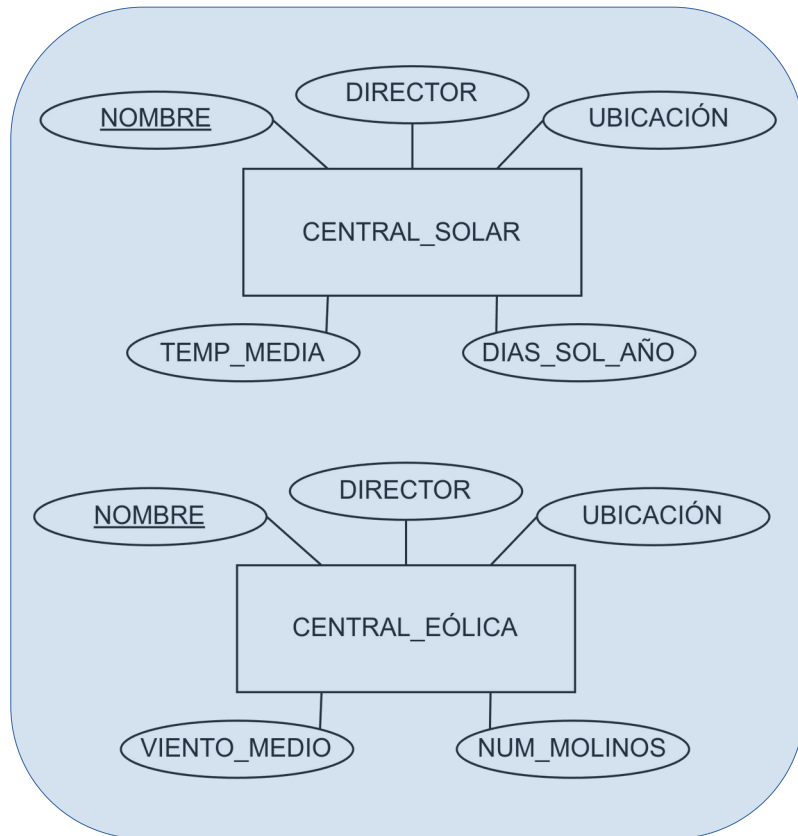 DIRECTOR
NOMBRE
UBICACIÓN
CENTRAL_SOLAR
TEMP_MEDIA
DIAS_SOL_AÑO
DIRECTOR
NOMBRE
UBICACIÓN
CENTRAL_EÓLICA
VIENTO_MEDIO
NUM_MOLINOS